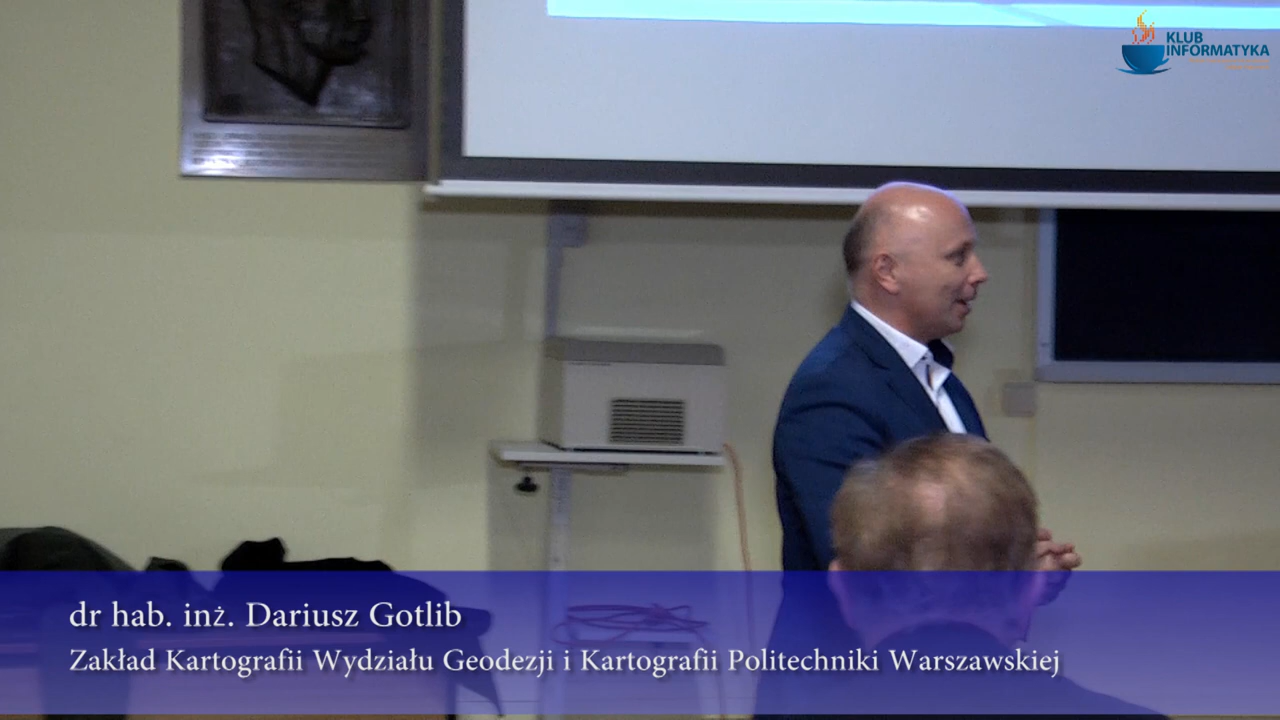 KLUB
INFORMATYKA
dr hab. inż. Dariusz Gotlib
Zakład Kartografii Wydziału Geodezji i Kartografii Politechniki Warszawskiej